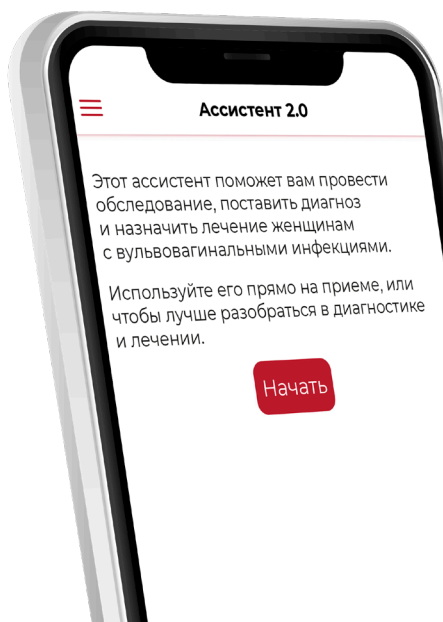 Ассистент 2.0
Этот ассистент поможет вам провести
обследование, поставить диагноз
и назначить лечение женщинам
с вульвовагинальными инфекциями.
Используйте его прямо на приеме, или
чтобы лучше разобраться в диагностике
и лечении.
Начать